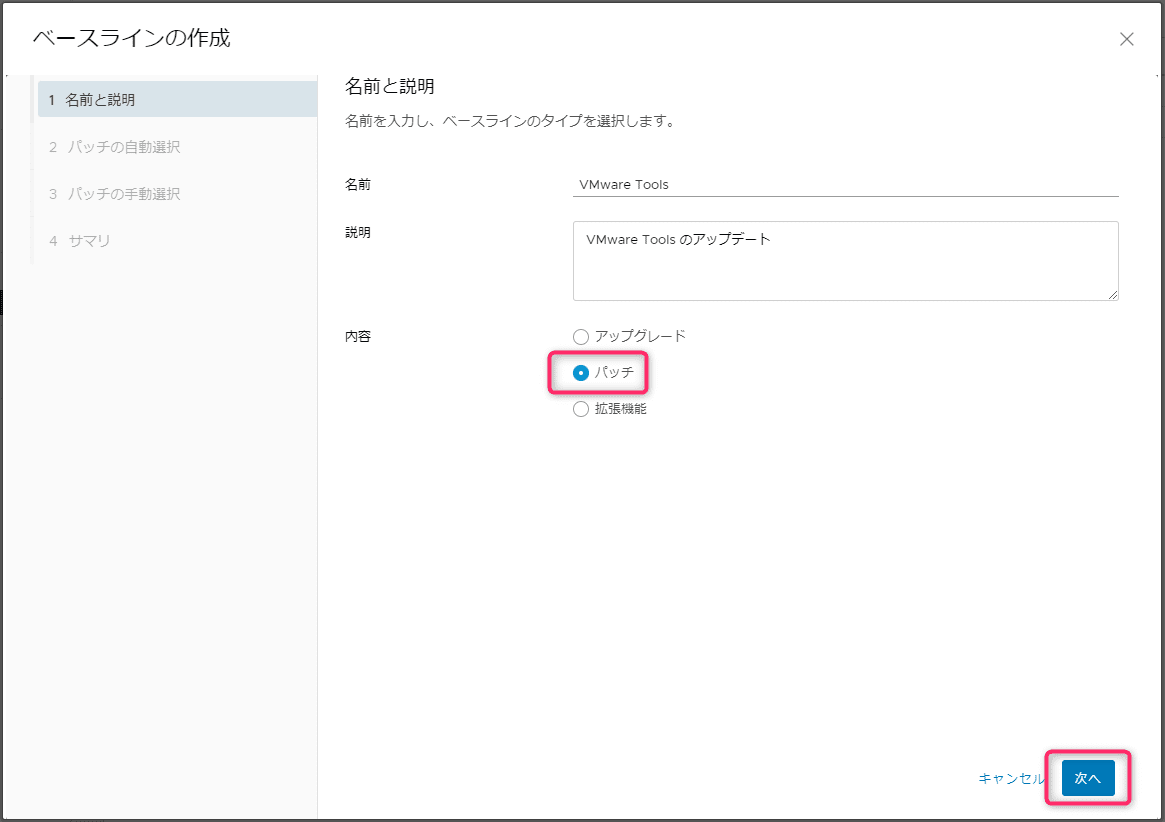 ベースラインの作成
1 名前と説明
2 パッチの自動選択
3 パッチの手動選択
4 サマリ
名前と説明
名前を入力し、ベースラインのタイプを選択します。
名前
VMware Tools
説明
VMware Tools のアップデート
内容
アップグレード
パッチ
拡張機能
キャンセル
次へ